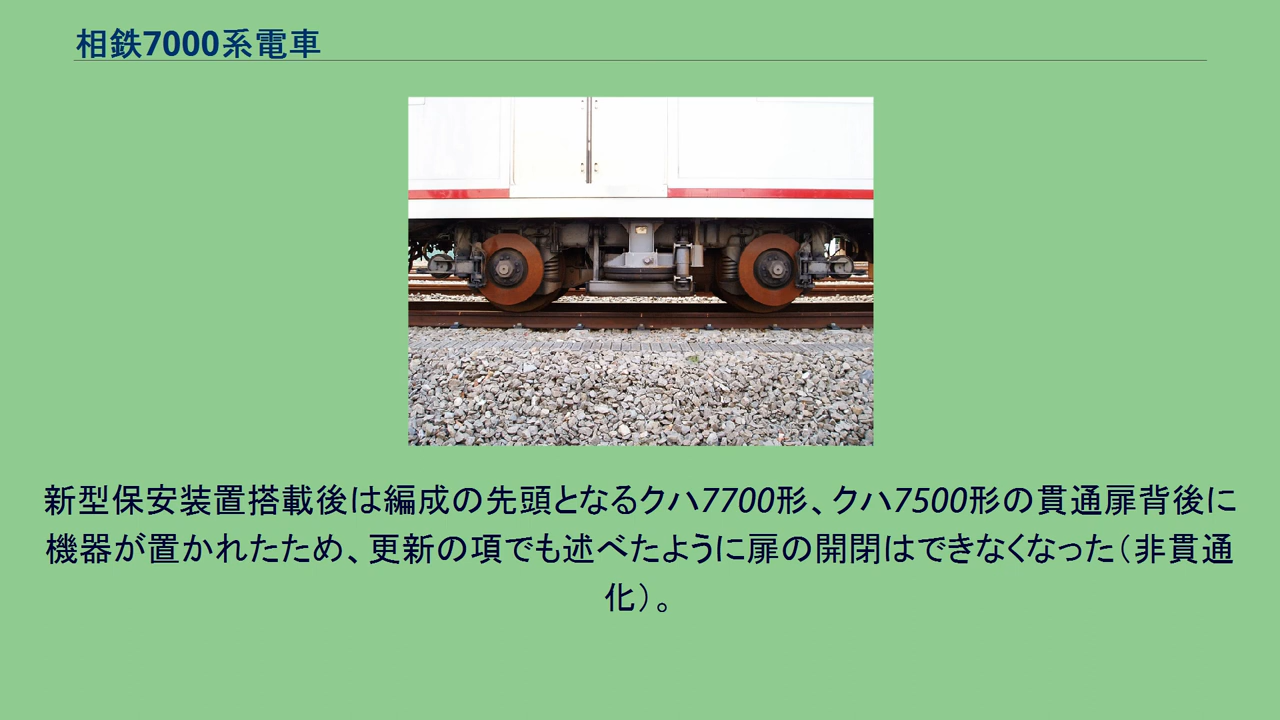 相鉄7000系電車
新型保安装置搭載後は編成の先頭となるクハ7700形、クハ7500形の貫通扉背後に
機器が置かれたため、更新の項でも述べたように扉の開閉はできなくなった（非貫通
化）。